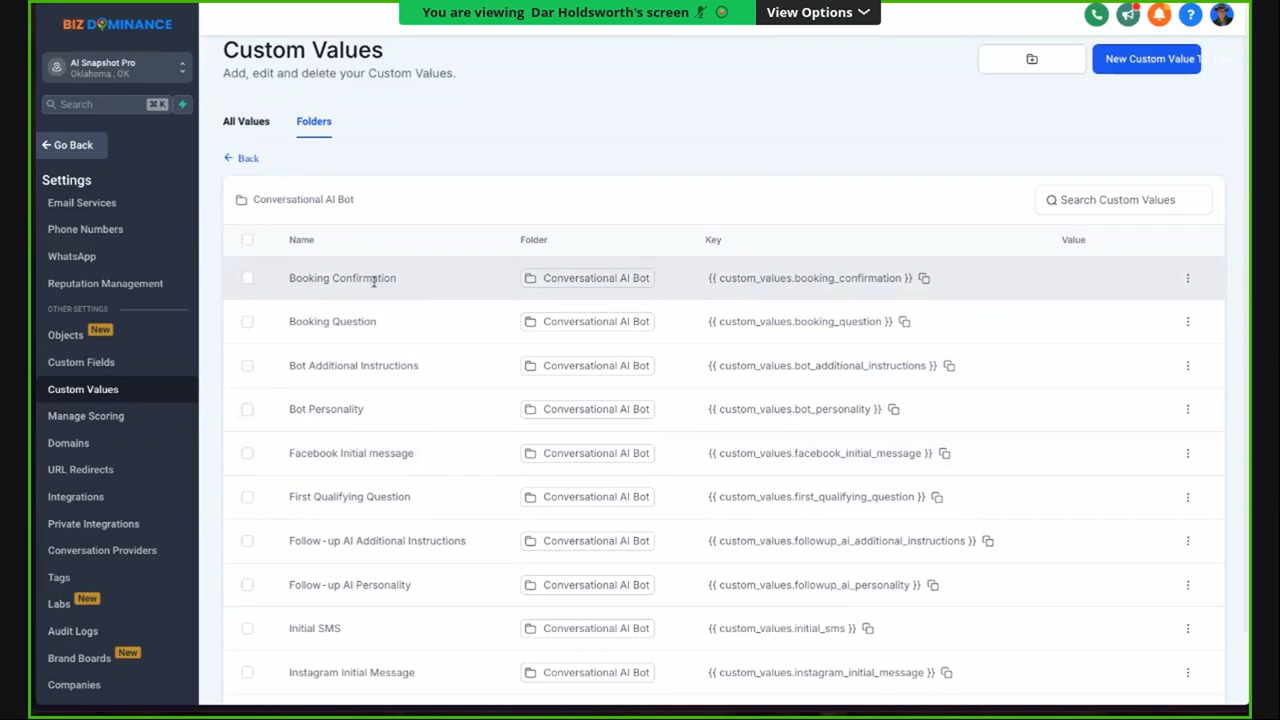 You are viewing Dar Holdsworth's screen
View Options
BIZ DOMINANCE
AI Snapshot Pro
Oklahoma , OK
Search
⌘ K
Go Back
Settings
Email Services
Phone Numbers
WhatsApp
Reputation Management
OTHER SETTINGS
Objects New
Custom Fields
Custom Values
Manage Scoring
Domains
URL Redirects
Integrations
Private Integrations
Conversation Providers
Tags
Labs New
Audit Logs
Brand Boards New
Companies
Custom Values
Add, edit and delete your Custom Values.
New Custom Value
All Values Folders
Back
Conversational AI Bot
Search Custom Values
Name Folder Key Value
Booking Confirmation Conversational AI Bot {{ custom_values.booking_confirmation }}
Booking Question Conversational AI Bot {{ custom_values.booking_question }}
Bot Additional Instructions Conversational AI Bot {{ custom_values.bot_additional_instructions }}
Bot Personality Conversational AI Bot {{ custom_values.bot_personality }}
Facebook Initial message Conversational AI Bot {{ custom_values.facebook_initial_message }}
First Qualifying Question Conversational AI Bot {{ custom_values.first_qualifying_question }}
Follow-up AI Additional Instructions Conversational AI Bot {{ custom_values.followup_ai_additional_instructions }}
Follow-up AI Personality Conversational AI Bot {{ custom_values.followup_ai_personality }}
Initial SMS Conversational AI Bot {{ custom_values.initial_sms }}
Instagram Initial Message Conversational AI Bot {{ custom_values.instagram_initial_message }}